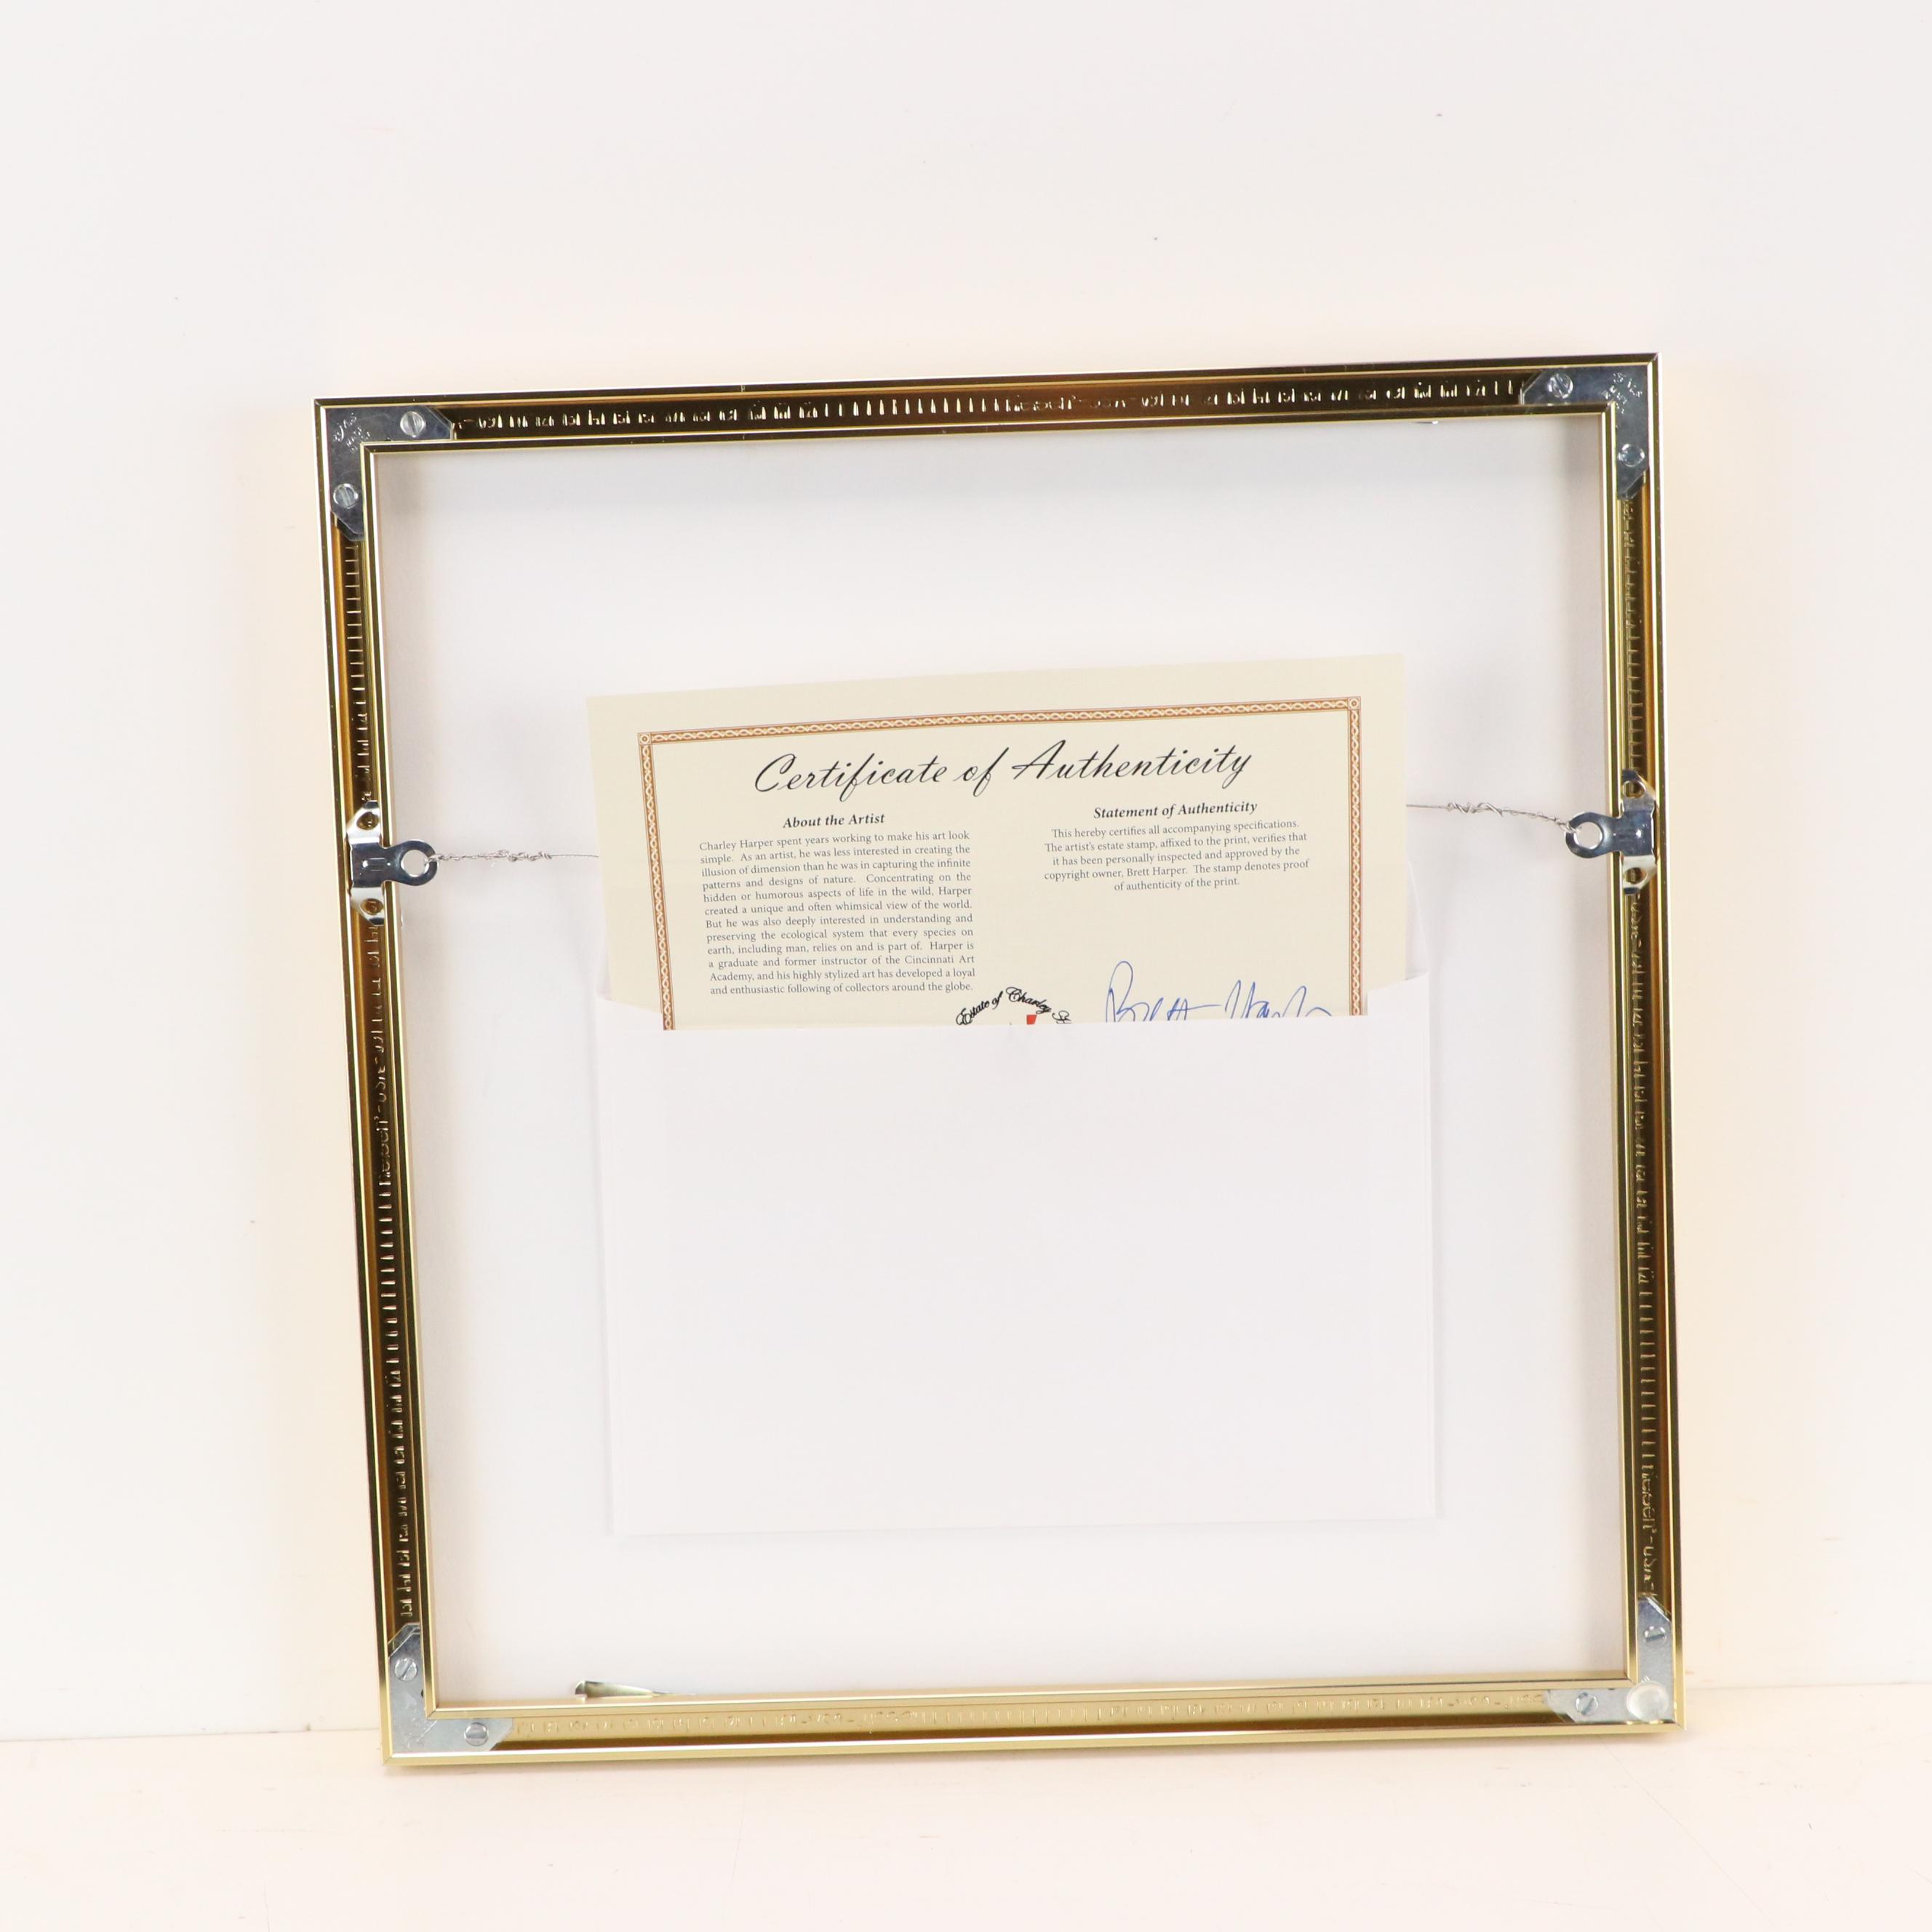 Certificate of Authenticity
About the Artist
Charley Harper spent years working to make his art look
simple. As an artist, he was less interested in creating the
illusion of dimension than he was in capturing the infinite
patterns and designs of nature. Concentrating on the
hidden or humorous aspects of life in the wild, Harper
created a unique and often whimsical view of the world.
But he was also deeply interested in understanding and
preserving the ecological system that every species on
earth, including man, relies on and is part of. Harper is
a graduate and former instructor of the Cincinnati Art
Academy, and his highly stylized art has developed a loyal
and enthusiastic following of collectors around the globe.
Statement of Authenticity
This hereby certifies all accompanying specifications.
The artist's estate stamp, affixed to the print, verifies that
it has been personally inspected and approved by the
copyright owner, Brett Harper. The stamp denotes proof
of authenticity of the print.
Estate of Charley
Brett Harper